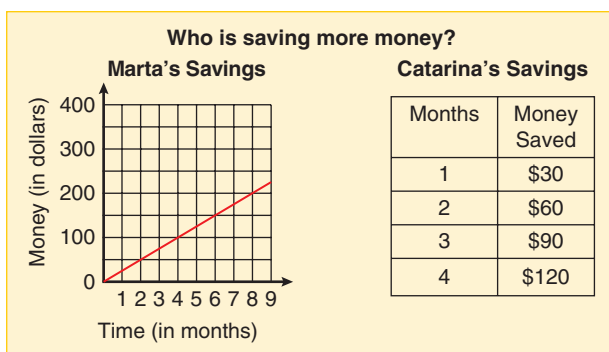 Who is saving more money?
Marta's Savings
400
300
200
100
0
1 2 3 4 5 6 7 8 9
Money (in dollars)
Time (in months)
Catarina's Savings
Months Money
Saved
1 $30
2 $60
3 $90
4 $120